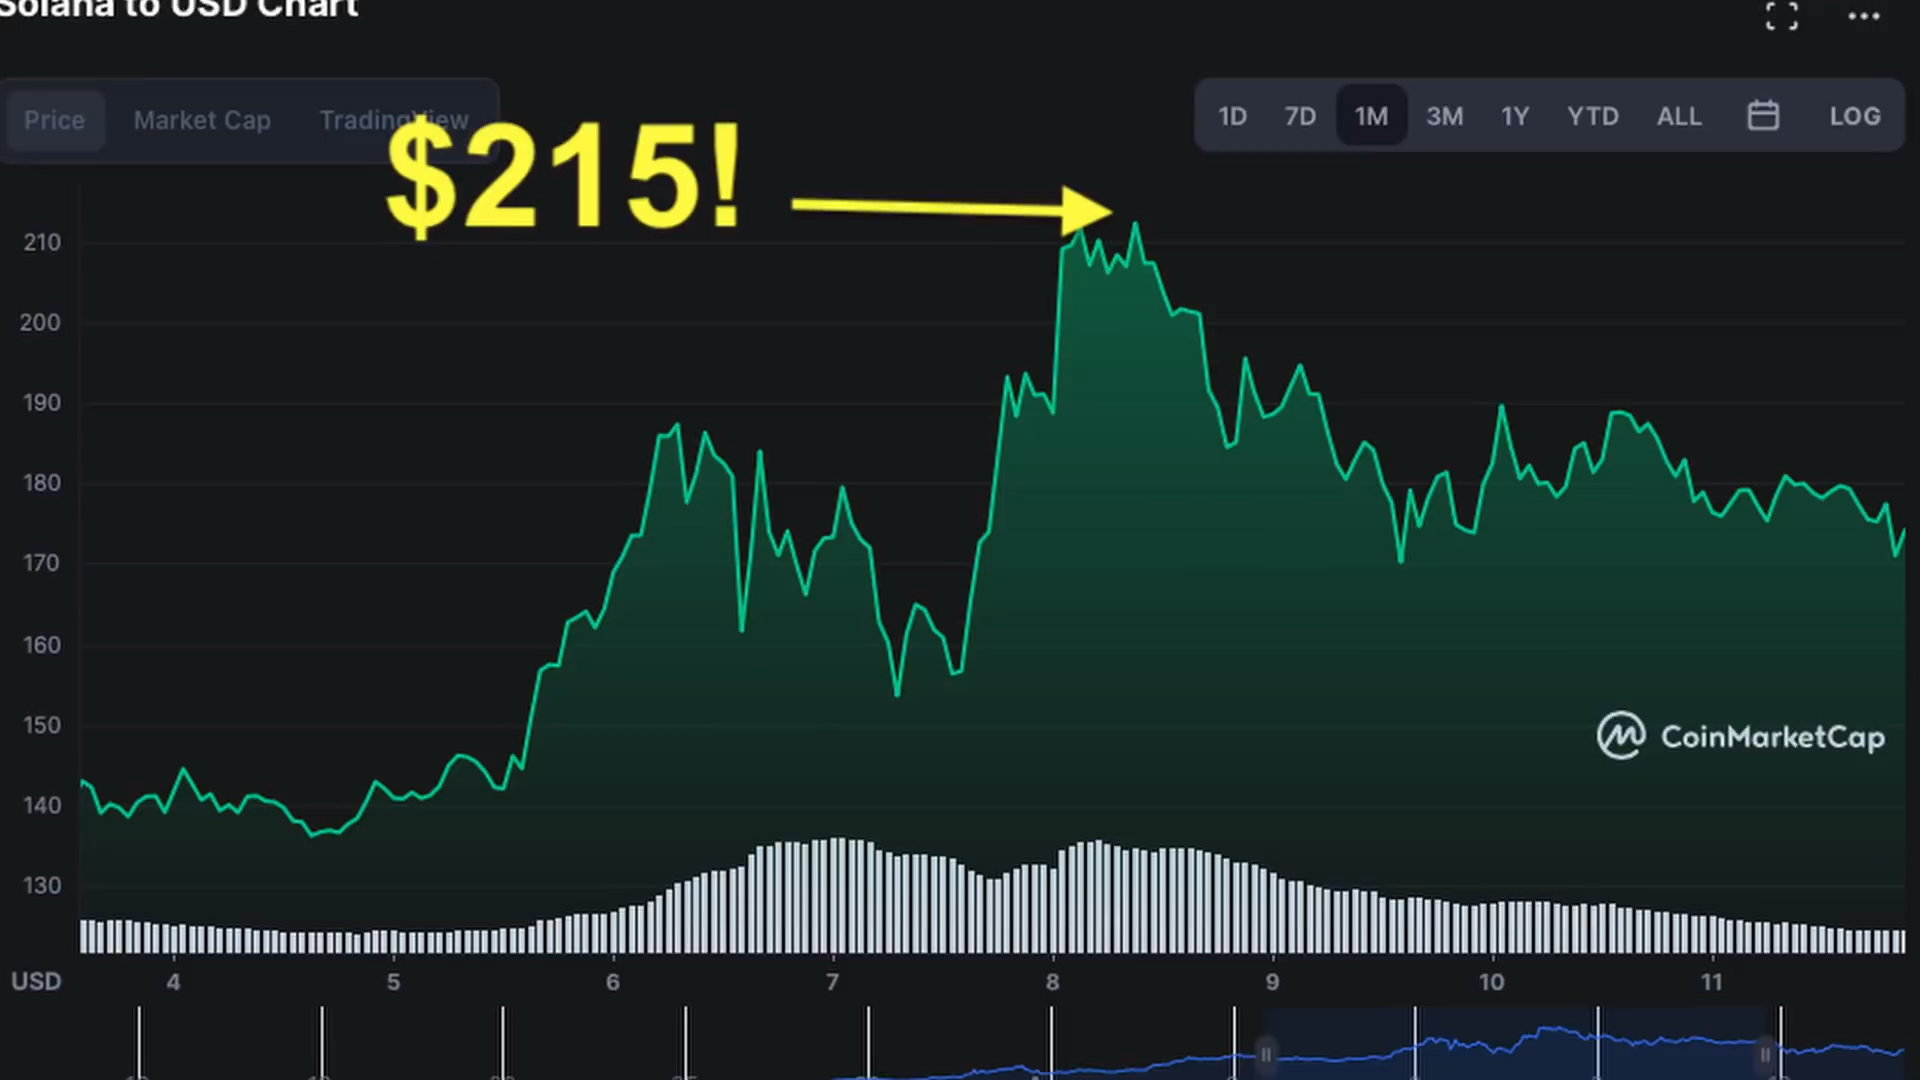 Solana to USD Chart
Price Market Cap TradingView
1D 7D 1M 3M 1Y YTD ALL LOG
$215!
210
200
190
180
170
160
150
140
130
CoinMarketCap
USD 4 5 6 7 8 9 10 11